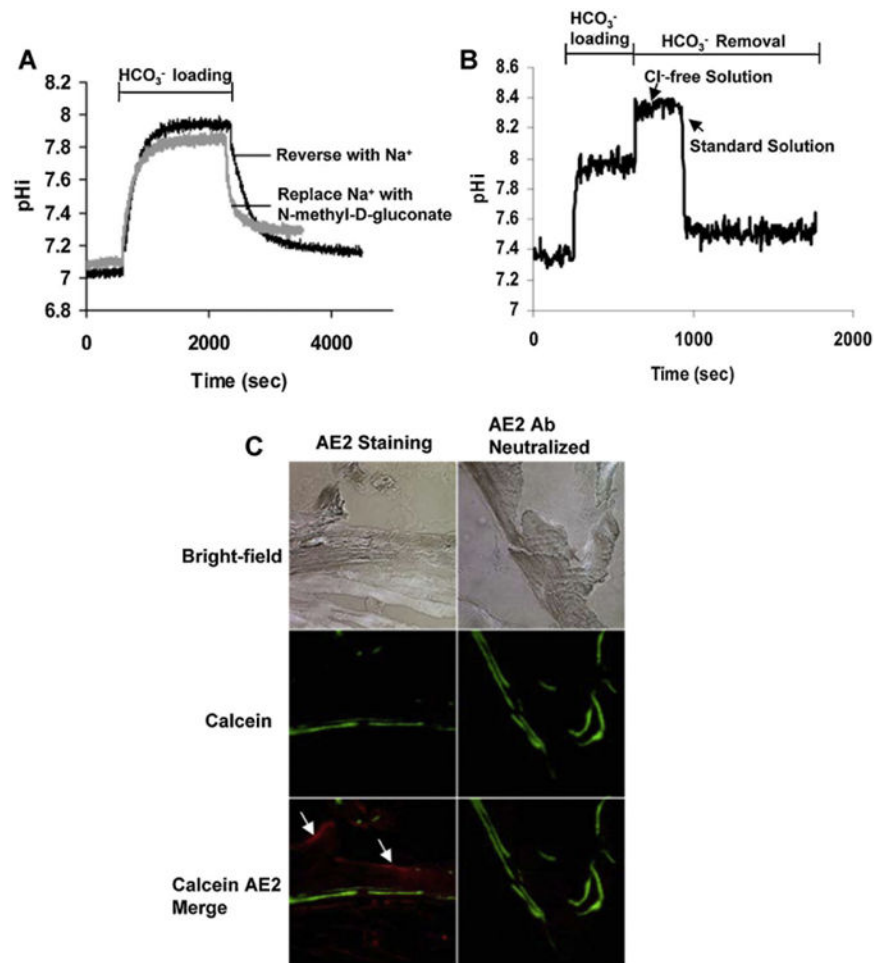 A
HCO₃⁻ loading
8.2
8
7.8
7.6
7.4
7.2
7
6.8
pHi
Reverse with Na⁺
Replace Na⁺ with
N-methyl-D-gluconate
0
2000
4000
Time (sec)
B
HCO₃⁻
loading
HCO₃⁻ Removal
8.6
8.4
8.2
8
7.8
7.6
7.4
7.2
7
pHi
Cl⁻-free Solution
Standard Solution
0
1000
2000
Time (sec)
C
AE2 Staining
AE2 Ab
Neutralized
Bright-field
Calcein
Calcein AE2
Merge